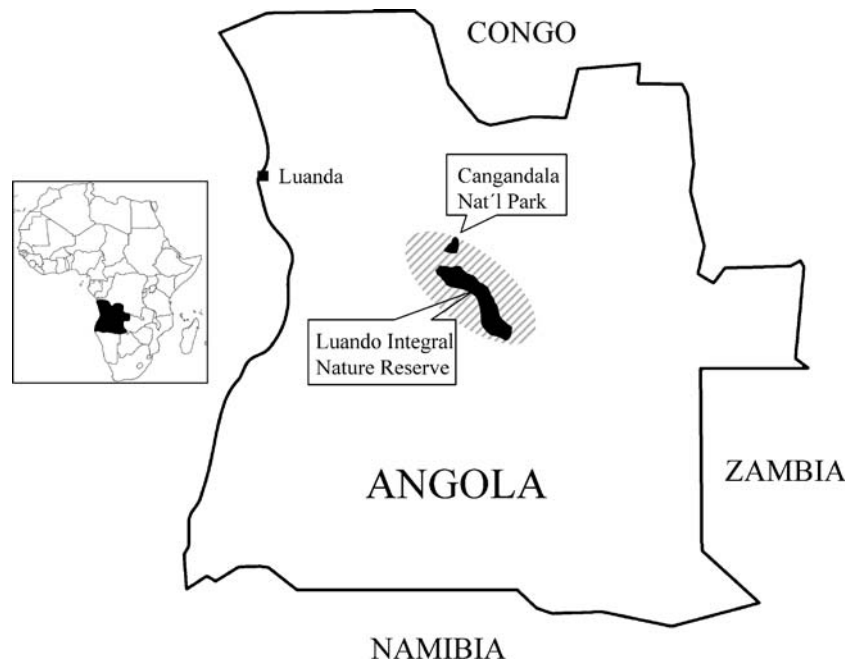 CONGO
Luanda
Cangandala
Nat´l Park
Luando Integral
Nature Reserve
ANGOLA
ZAMBIA
NAMIBIA